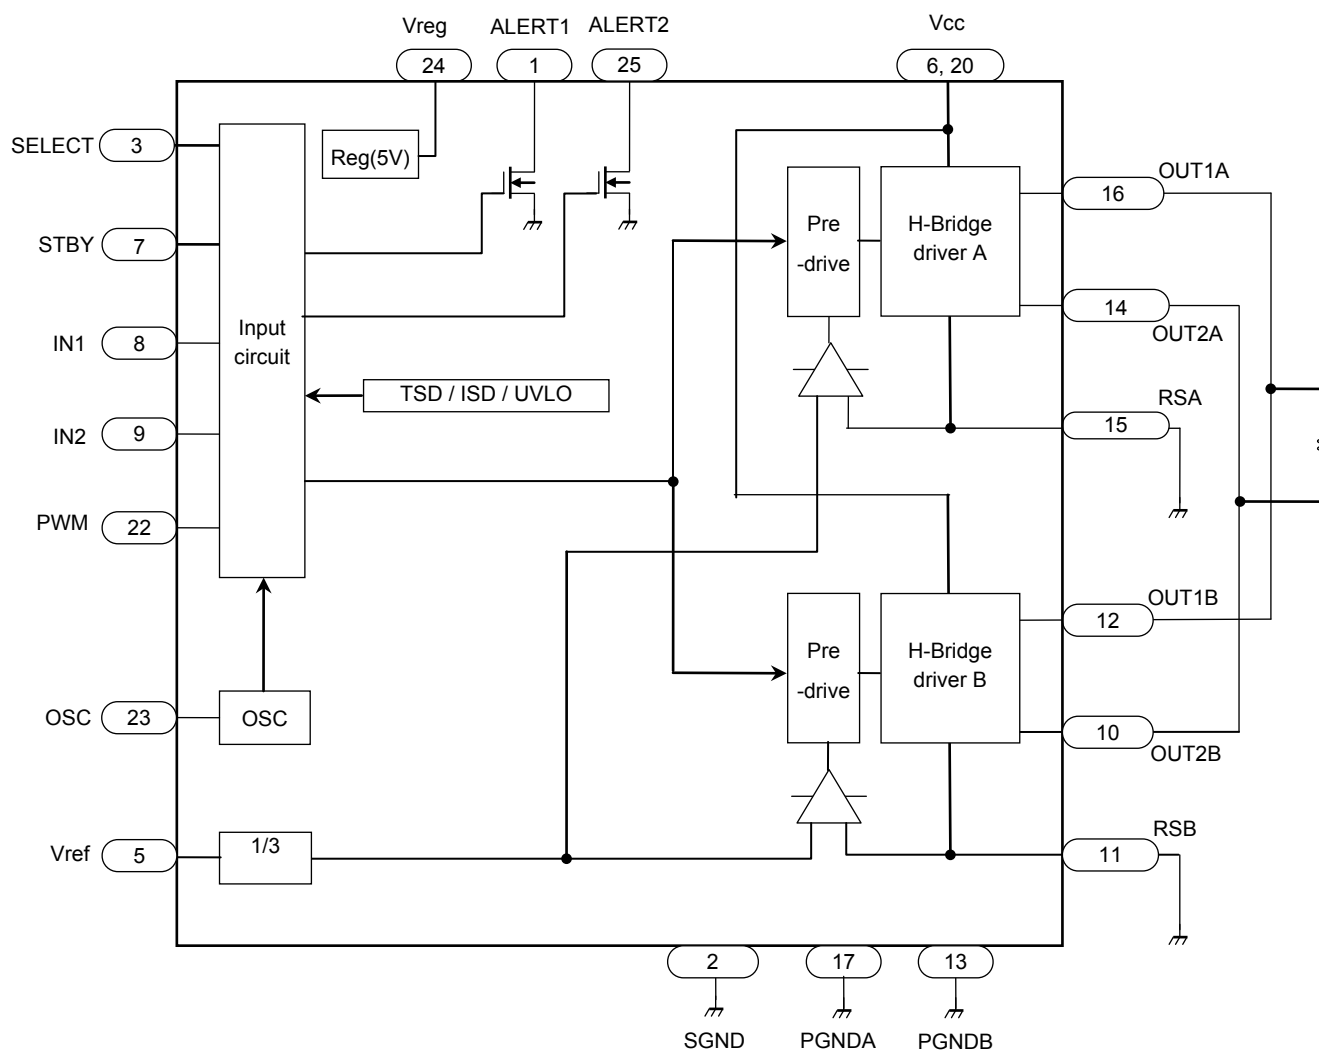 Vreg
ALERT1
ALERT2
Vcc
24
1
25
6, 20
SELECT
3
Reg(5V)
STBY
7
IN1
8
Input
circuit
TSD / ISD / UVLO
IN2
9
PWM
22
OSC
23
OSC
Vref
5
1/3
Pre
-drive
H-Bridge
driver A
OUT1A
16
14
OUT2A
RSA
15
Pre
-drive
H-Bridge
driver B
OUT1B
12
10
OUT2B
RSB
11
2
17
13
SGND
PGNDA
PGNDB